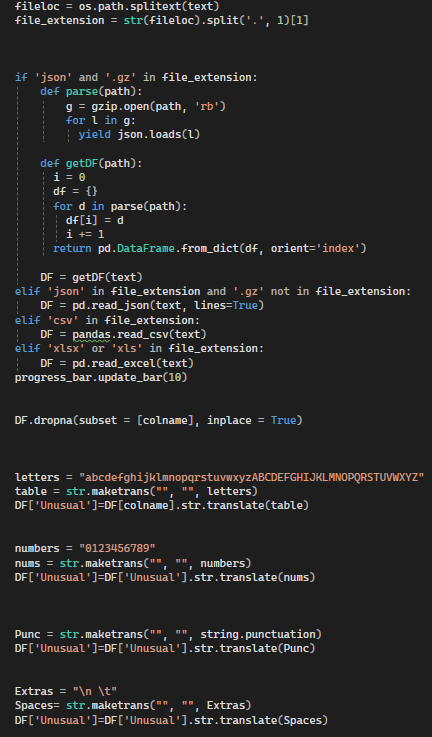 fileloc = os.path.splitext(text)
file_extension = str(fileloc).split('.', 1)[1]
if 'json' and '.gz' in file_extension:
    def parse(path):
        g = gzip.open(path, 'rb')
        for l in g:
            yield json.loads(l)
    def getDF(path):
        i = 0
        df = {}
        for d in parse(path):
            df[i] = d
            i += 1
        return pd.DataFrame.from_dict(df, orient='index')
    DF = getDF(text)
elif 'json' in file_extension and '.gz' not in file_extension:
    DF = pd.read_json(text, lines=True)
elif 'csv' in file_extension:
    DF = pandas.read_csv(text)
elif 'xlsx' or 'xls' in file_extension:
    DF = pd.read_excel(text)
progress_bar.update_bar(10)
DF.dropna(subset = [colname], inplace = True)
letters = "abcdefghijklmnopqrstuvwxyzABCDEFGHIJKLMNOPQRSTUVWXYZ"
table = str.maketrans("", "", letters)
DF['Unusual']=DF[colname].str.translate(table)
numbers = "0123456789"
nums = str.maketrans("", "", numbers)
DF['Unusual']=DF['Unusual'].str.translate(nums)
Punc = str.maketrans("", "", string.punctuation)
DF['Unusual']=DF['Unusual'].str.translate(Punc)
Extras = "\n \t"
Spaces= str.maketrans("", "", Extras)
DF['Unusual']=DF['Unusual'].str.translate(Spaces)